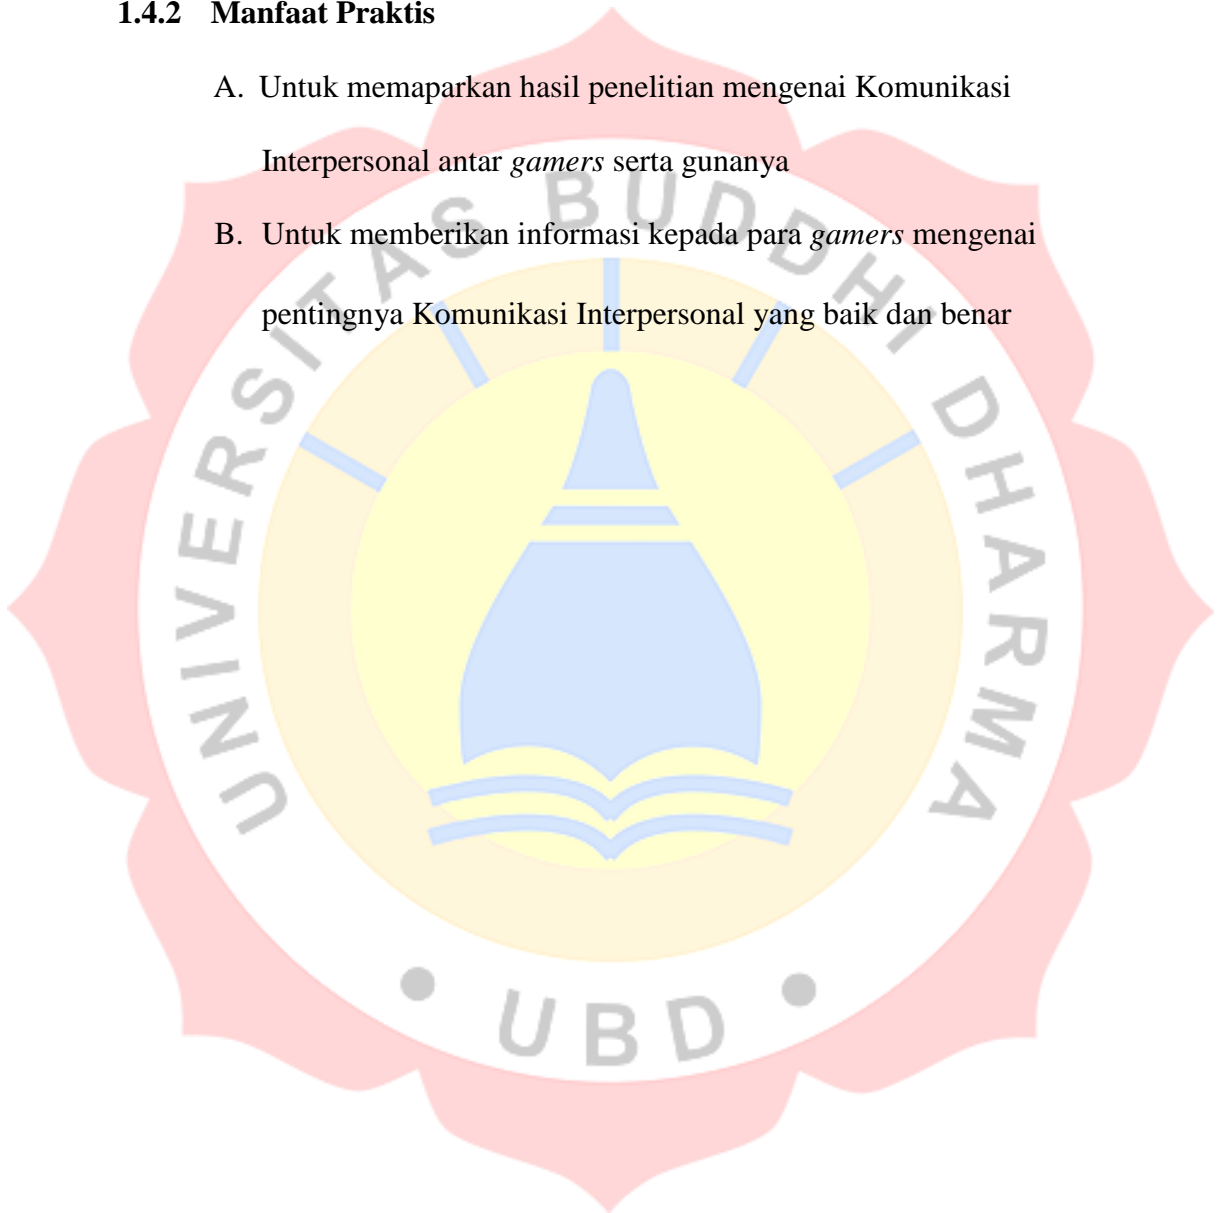 1.4.2 Manfaat Praktis
A. Untuk memaparkan hasil penelitian mengenai Komunikasi
Interpersonal antar gamers serta gunanya
B. Untuk memberikan informasi kepada para gamers mengenai
pentingnya Komunikasi Interpersonal yang baik dan benar
UNIVERSITAS BUDDHI DHARMA
• UBD •